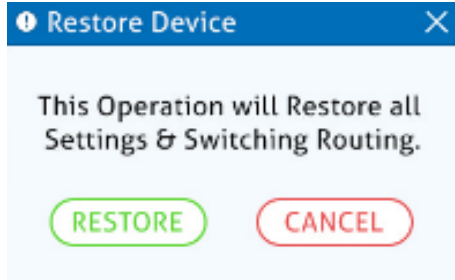 Restore Device
This Operation will Restore all
Settings & Switching Routing.
RESTORE CANCEL